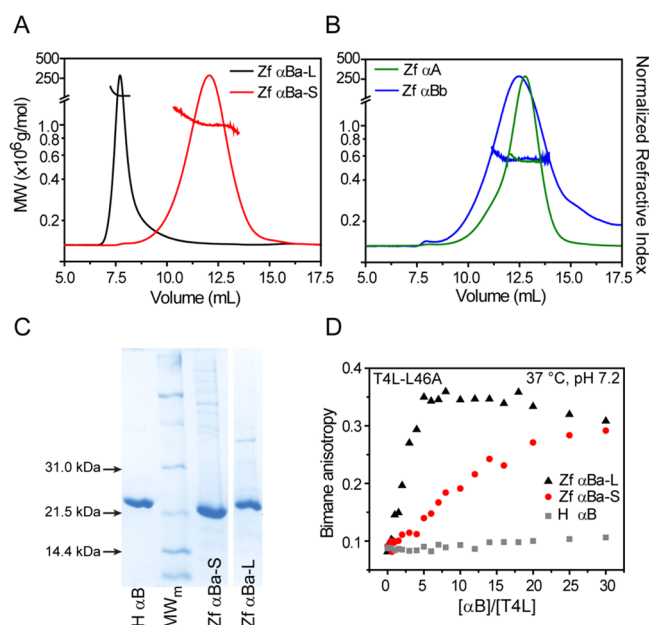 A
500
250
1.0
0.8
0.6
0.4
0.2
MW (x10⁶g/mol)
Zf αBa-L
Zf αBa-S
5.0 7.5 10.0 12.5 15.0 17.5
Volume (mL)
B
500
250
1.0
0.8
0.6
0.4
0.2
Zf αA
Zf αBb
5.0 7.5 10.0 12.5 15.0 17.5
Volume (mL)
Normalized Refractive Index
C
31.0 kDa
21.5 kDa
14.4 kDa
H αB
MWm
Zf αBa-S
Zf αBa-L
D
T4L-L46A 37 °C, pH 7.2
0.4
0.3
0.2
0.1
Bimane anisotropy
Zf αBa-L
Zf αBa-S
H αB
0 5 10 15 20 25 30
[αB]/[T4L]